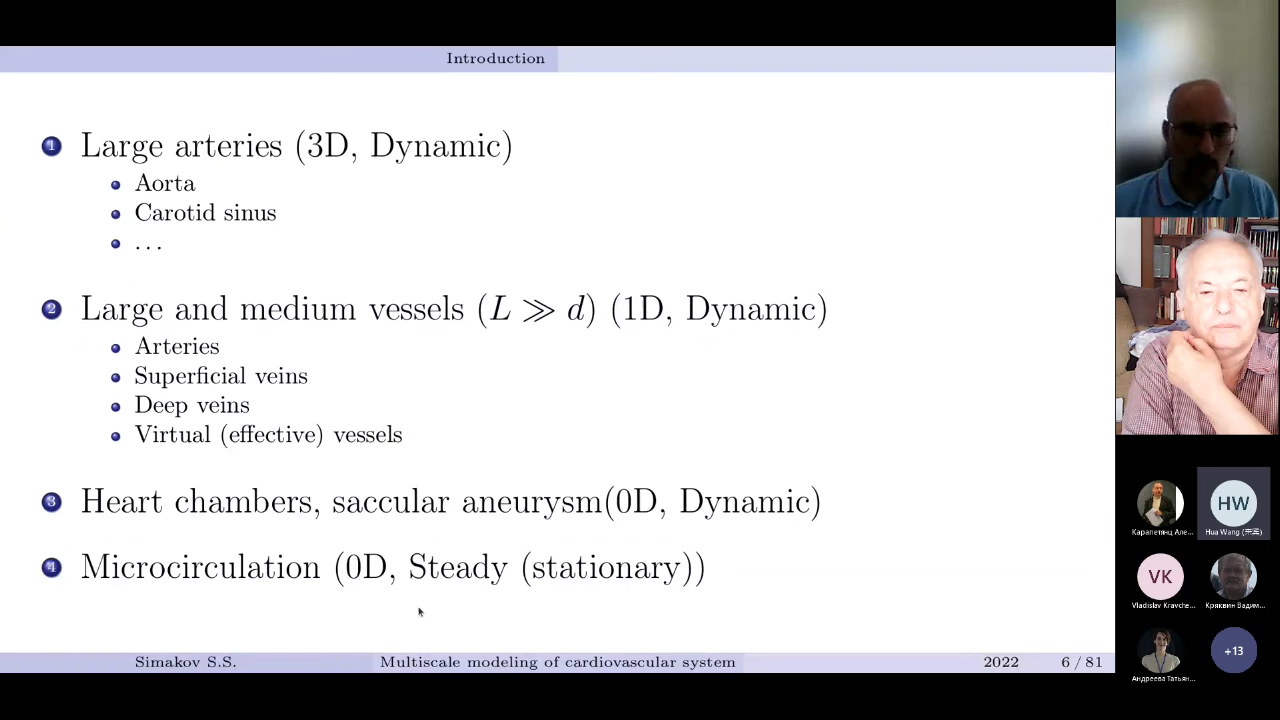 Introduction
1 Large arteries (3D, Dynamic)
Aorta
Carotid sinus
...
2 Large and medium vessels (L ≫ d) (1D, Dynamic)
Arteries
Superficial veins
Deep veins
Virtual (effective) vessels
3 Heart chambers, saccular aneurysm(0D, Dynamic)
4 Microcirculation (0D, Steady (stationary))
Simakov S.S. Multiscale modeling of cardiovascular system 2022 6 / 81
HW
Карапетянц Але... Hua Wang
VK
Vladislav Kravche... Кряквин Вадим...
+13
Андреева Татьян...